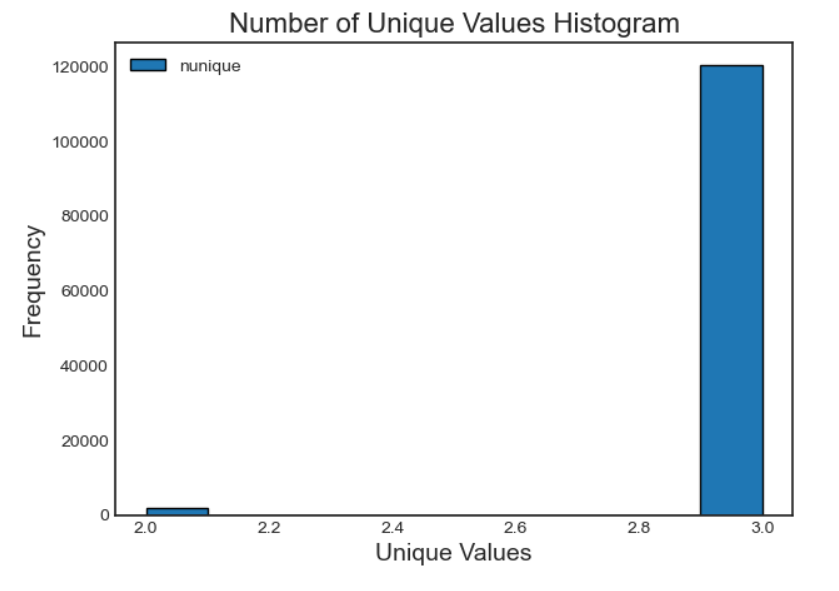 Number of Unique Values Histogram
nunique
120000
100000
80000
60000
40000
20000
0
Frequency
2.0 2.2 2.4 2.6 2.8 3.0
Unique Values